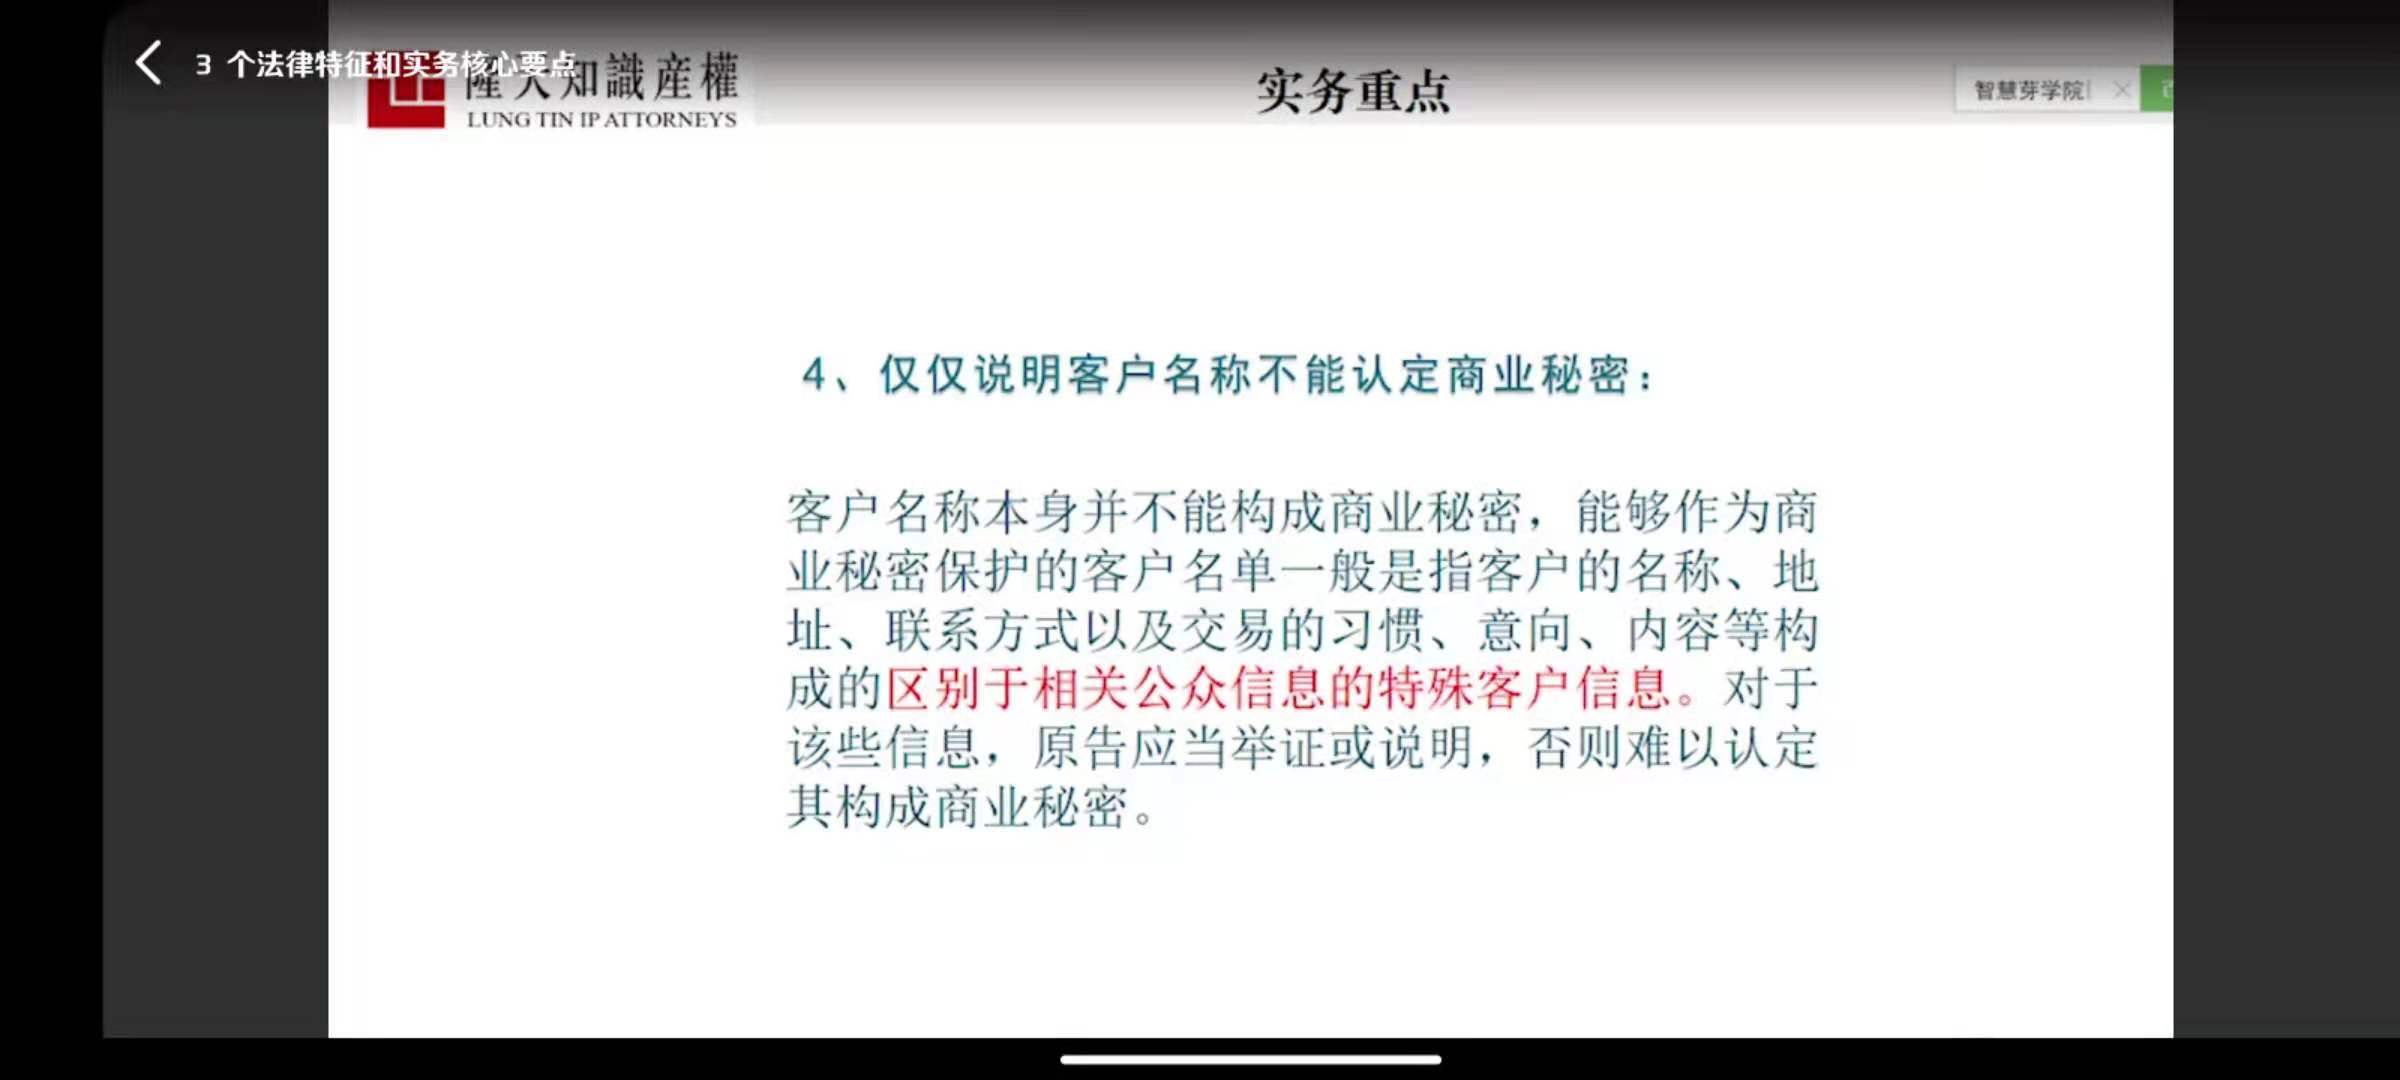 3 个法律特征和实务核心要点
隆天知識産權
LUNG TIN IP ATTORNEYS
实务重点
智慧芽学院
4、仅仅说明客户名称不能认定商业秘密：
客户名称本身并不能构成商业秘密，能够作为商
业秘密保护的客户名单一般是指客户的名称、地
址、联系方式以及交易的习惯、意向、内容等构
成的区别于相关公众信息的特殊客户信息。对于
该些信息，原告应当举证或说明，否则难以认定
其构成商业秘密。